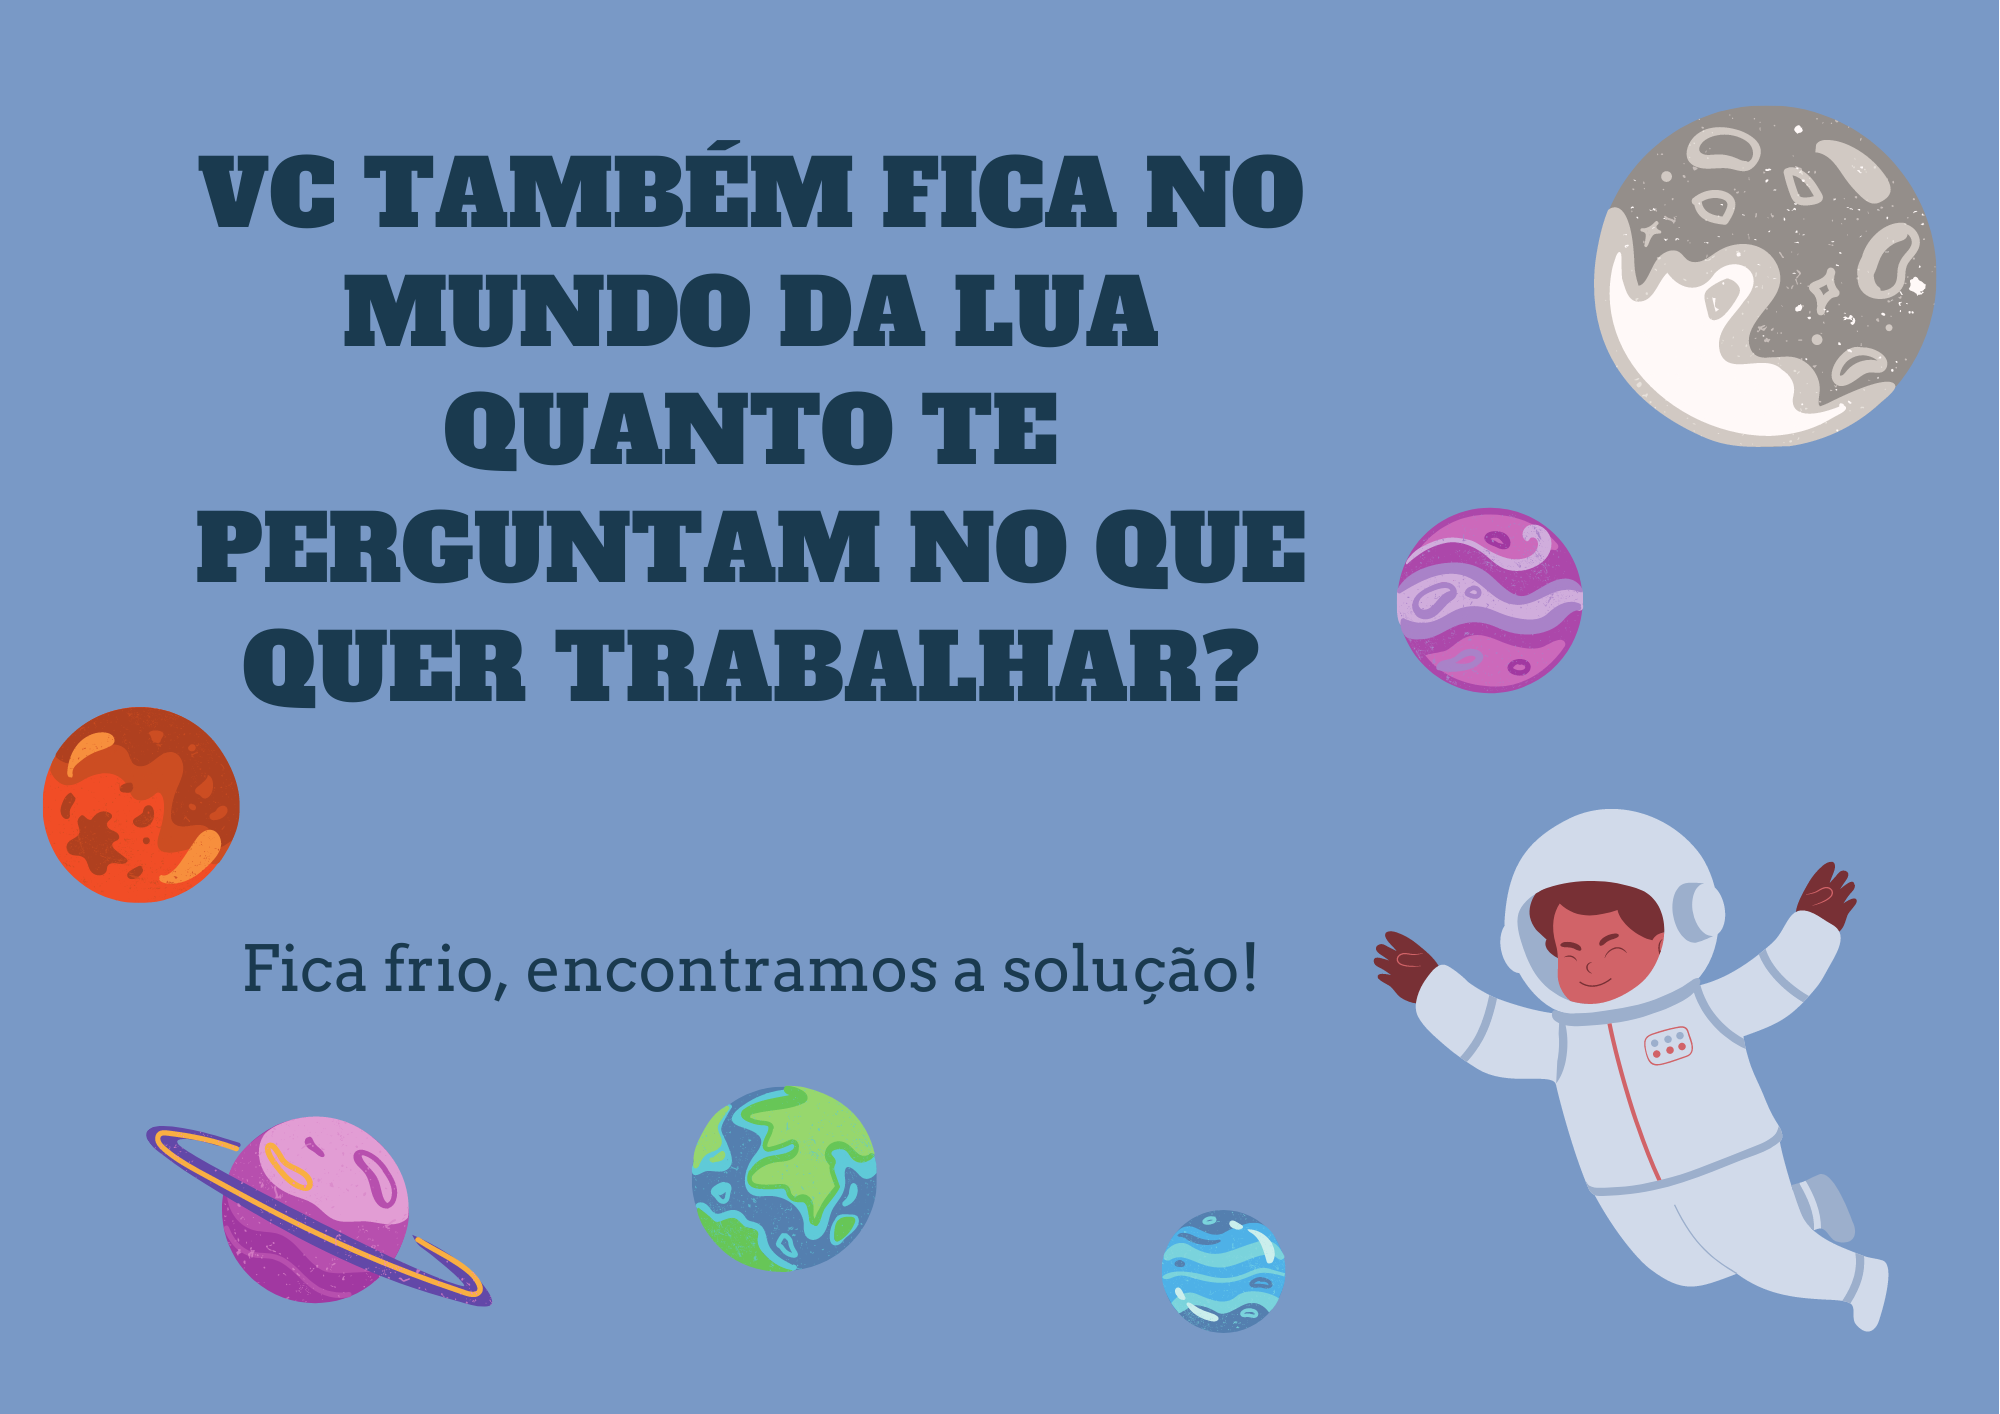 VC TAMBÉM FICA NO
MUNDO DA LUA
QUANTO TE
PERGUNTAM NO QUE
QUER TRABALHAR?
Fica frio, encontramos a solução!